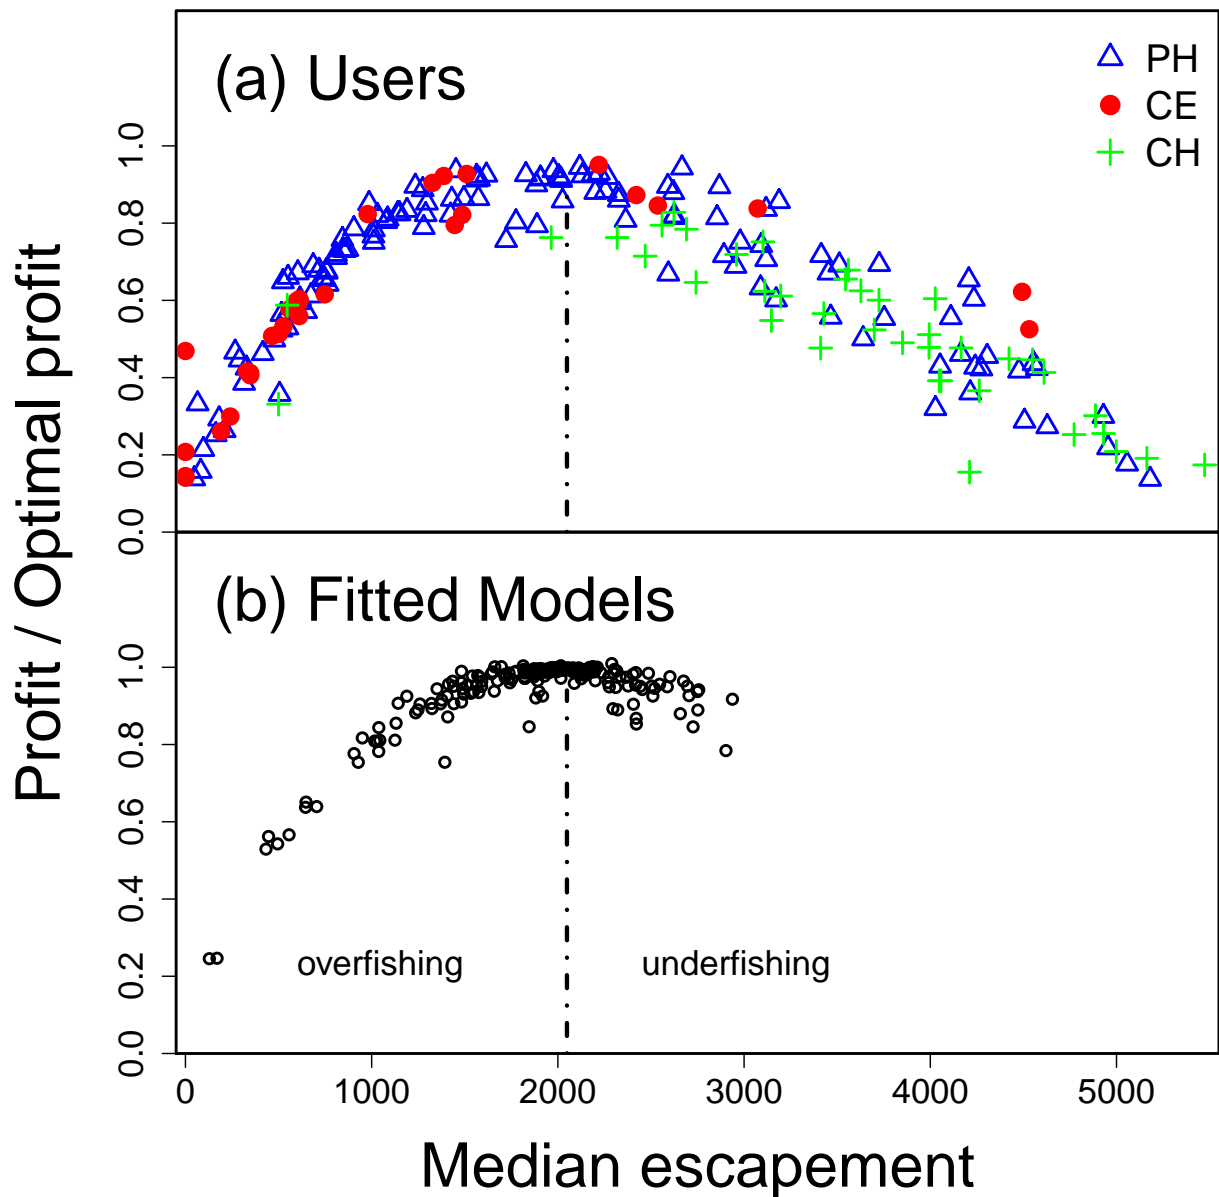 (a) Users
PH
CE
CH
1.0
0.8
0.6
0.4
0.2
0.0
Profit / Optimal profit
(b) Fitted Models
1.0
0.8
0.6
0.4
0.2
0.0
overfishing
underfishing
0 1000 2000 3000 4000 5000
Median escapement